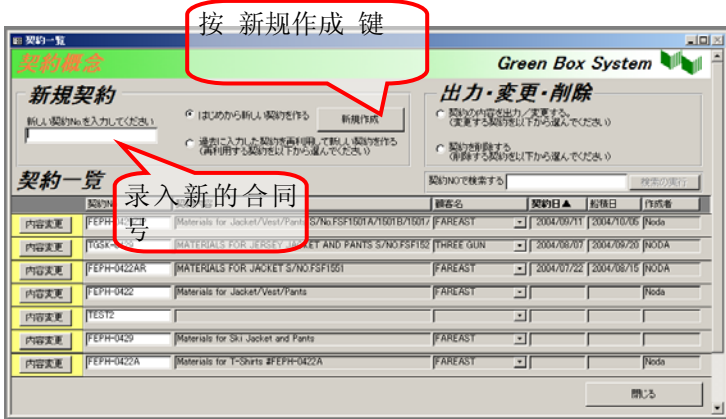 按 新规作成 键
契約一覧
契約概念
Green Box System
新規契約
新しい契約No.を入力してください
はじめから新しい契約を作る
新規作成
過去に入力した契約を再利用して新しい契約を作る
(再利用する契約を以下から選んでください)
出力・変更・削除
契約の内容を出力/変更する。
(変更する契約を以下から選んでください)
契約を削除する
(削除する契約を以下から選んでください)
录入新的合同
号
契約一覧
契約NOで検索する
検索の実行
顧客名 契約日▲ 船積日 作成者
内容変更 Materials for Jacket/Vest/Pants S/No.FSF1501A/1501B/1501/ FAREAST 2004/09/11 2004/10/05 Noda
内容変更 MATERIALS FOR JERSEY JACKET AND PANTS S/NO.FSF152 THREE GUN 2004/08/07 2004/09/20 NODA
内容変更 FEPH-0422AR MATERIALS FOR JACKET S/NO.FSF1551 FAREAST 2004/07/22 2004/08/15 NODA
内容変更 FEPH-0422 Materials for Jacket/Vest/Pants FAREAST Noda
内容変更 TEST2
内容変更 FEPH-0429 Materials for Ski Jacket and Pants FAREAST
内容変更 FEPH-0422A Materials for T-Shirts #FEPH-0422A FAREAST Noda
閉じる